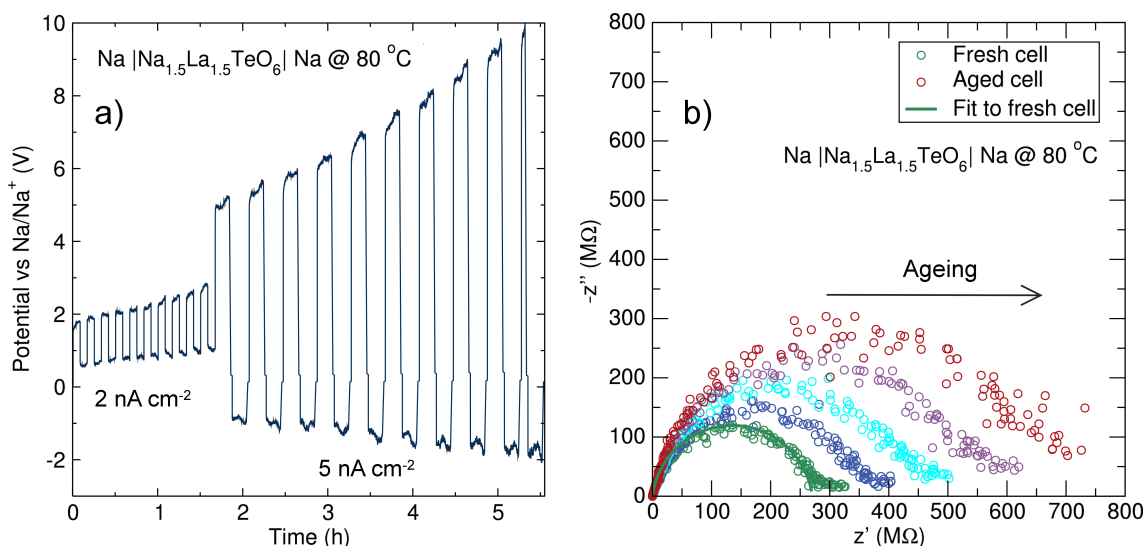 a)
Na |Na1.5La1.5TeO6| Na @ 80 °C
Potential vs Na/Na+ (V)
10
8
6
4
2
0
-2
2 nA cm-2
5 nA cm-2
0 1 2 3 4 5
Time (h)
b)
Fresh cell
Aged cell
Fit to fresh cell
Na |Na1.5La1.5TeO6| Na @ 80 °C
Ageing
-z'' (MΩ)
800
700
600
500
400
300
200
100
0
0 100 200 300 400 500 600 700 800
z' (MΩ)